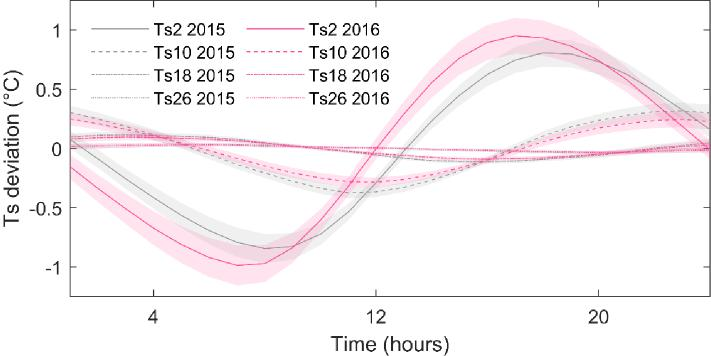 Ts2 2015 Ts2 2016
Ts10 2015 Ts10 2016
Ts18 2015 Ts18 2016
Ts26 2015 Ts26 2016
Ts deviation (°C)
1
0.5
0
-0.5
-1
4 12 20
Time (hours)